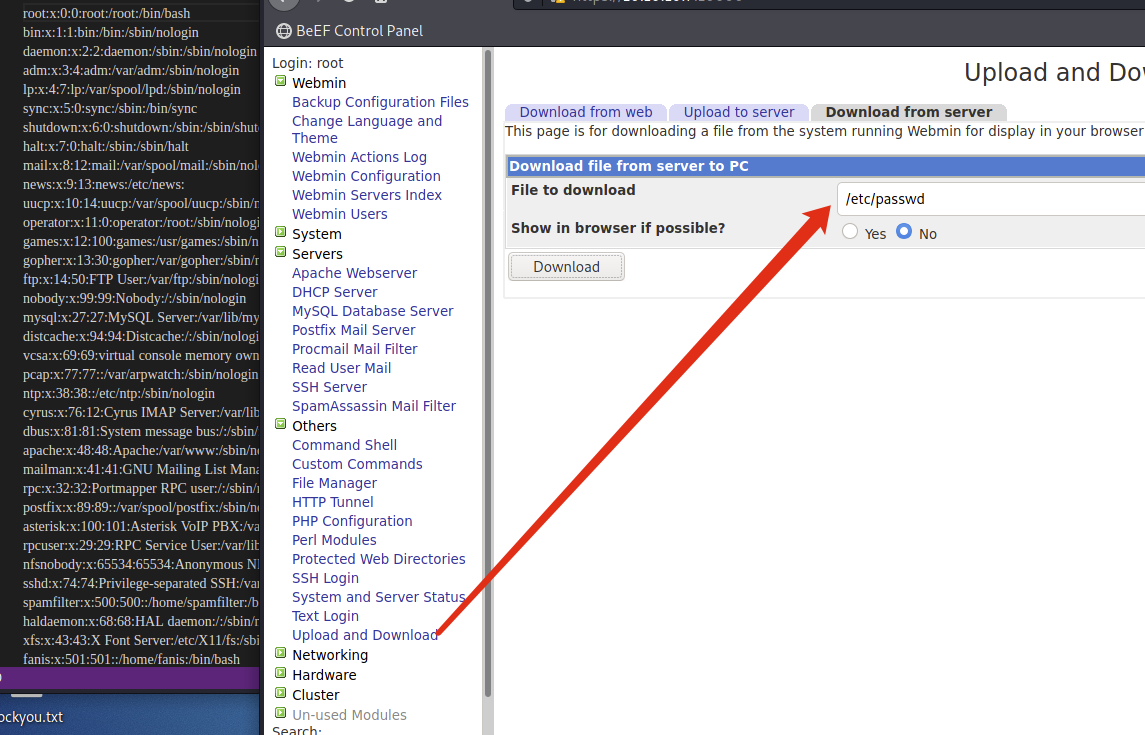 root:x:0:0:root:/root:/bin/bash
bin:x:1:1:bin:/bin:/sbin/nologin
daemon:x:2:2:daemon:/sbin:/sbin/nologin
adm:x:3:4:adm:/var/adm:/sbin/nologin
lp:x:4:7:lp:/var/spool/lpd:/sbin/nologin
sync:x:5:0:sync:/sbin:/bin/sync
shutdown:x:6:0:shutdown:/sbin:/sbin/shut
halt:x:7:0:halt:/sbin:/sbin/halt
mail:x:8:12:mail:/var/spool/mail:/sbin/nol
news:x:9:13:news:/etc/news:
uucp:x:10:14:uucp:/var/spool/uucp:/sbin/n
operator:x:11:0:operator:/root:/sbin/nologin
games:x:12:100:games:/usr/games:/sbin/n
gopher:x:13:30:gopher:/var/gopher:/sbin/n
ftp:x:14:50:FTP User:/var/ftp:/sbin/nologi
nobody:x:99:99:Nobody:/:/sbin/nologin
mysql:x:27:27:MySQL Server:/var/lib/my
distcache:x:94:94:Distcache:/:/sbin/nologi
vcsa:x:69:69:virtual console memory own
pcap:x:77:77::/var/arpwatch:/sbin/nologin
ntp:x:38:38::/etc/ntp:/sbin/nologin
cyrus:x:76:12:Cyrus IMAP Server:/var/lib
dbus:x:81:81:System message bus:/:/sbin/
apache:x:48:48:Apache:/var/www:/sbin/n
mailman:x:41:41:GNU Mailing List Mana
rpc:x:32:32:Portmapper RPC user:/:/sbin/n
postfix:x:89:89::/var/spool/postfix:/sbin/n
asterisk:x:100:101:Asterisk VoIP PBX:/va
rpcuser:x:29:29:RPC Service User:/var/lib
nfsnobody:x:65534:65534:Anonymous N
sshd:x:74:74:Privilege-separated SSH:/var
spamfilter:x:500:500::/home/spamfilter:/b
haldaemon:x:68:68:HAL daemon:/:/sbin/n
xfs:x:43:43:X Font Server:/etc/X11/fs:/sbi
fanis:x:501:501::/home/fanis:/bin/bash
ockyou.txt
BeEF Control Panel
Login: root
Webmin
Backup Configuration Files
Change Language and
Theme
Webmin Actions Log
Webmin Configuration
Webmin Servers Index
Webmin Users
System
Servers
Apache Webserver
DHCP Server
MySQL Database Server
Postfix Mail Server
Procmail Mail Filter
Read User Mail
SSH Server
SpamAssassin Mail Filter
Others
Command Shell
Custom Commands
File Manager
HTTP Tunnel
PHP Configuration
Perl Modules
Protected Web Directories
SSH Login
System and Server Status
Text Login
Upload and Download
Networking
Hardware
Cluster
Un-used Modules
Search:
Upload and Dow
Download from web
Upload to server
Download from server
This page is for downloading a file from the system running Webmin for display in your browser
Download file from server to PC
File to download
/etc/passwd
Show in browser if possible?
Yes
No
Download